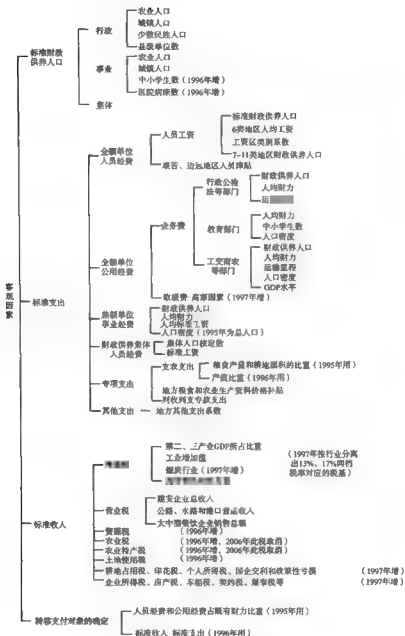 农业人口
城镇人口
行政
少数民族人口
县级单位数
标准财政
供养人口
农业人口
城镇人口
事业
中小学生数（1996年增）
医院病床数（1996年增）
集体
标准财政供养人口
人员工资
6类地区人均工资
工资区类别系数
全额单位
人员经费
7-11类地区财政供养人口
艰苦、边远地区人员津贴
财政供养人口
行政公检
法等部门
人均财力
运
人均财力
业务费
教育部门
中小学生数
人口密度
全额单位
公用经费
财政供养人口
工交商农
等部门
人均财力
运输里程
人口密度
GDP水平
客观因素
标准支出
取暖费-高寒因素（1997年增）
差额单位
事业经费
财政供养人口
人均财力
人均标准工资
人口密度（1995年为总人口）
财政供养集体
人员经费
集体人口核定数
标准工资
支农支出
粮食产量和耕地面积的比重（1995年用）
产值比重（1996年用）
专项支出
地方粮食和农业生产资料价格补贴
列收列支专款支出
其他支出 — 地方其他支出系数
第二、三产业GDP所占比重
工业增加值
煤炭行业（1997年增）
（1997年按行业分离
出13%、17%两档
税率对应的税基）
建安企业总收入
营业税
公路、水路和港口营运收入
大中型餐饮企业销售总额
标准收入
资源税（1996年增）
农业税（1996年增，2006年此税取消）
农业特产税（1996年增，2006年此税取消）
土地使用税（1996年增）
耕地占用税、印花税、个人所得税、国企交利和政策性亏损（1997年增）
企业所得税、房产税、车船税、契约税、屠宰税等（1997年增）
转移支付对象的确定
人员经费和公用经费占既有财力比重（1995年用）
标准收入、标准支出（1996年用）